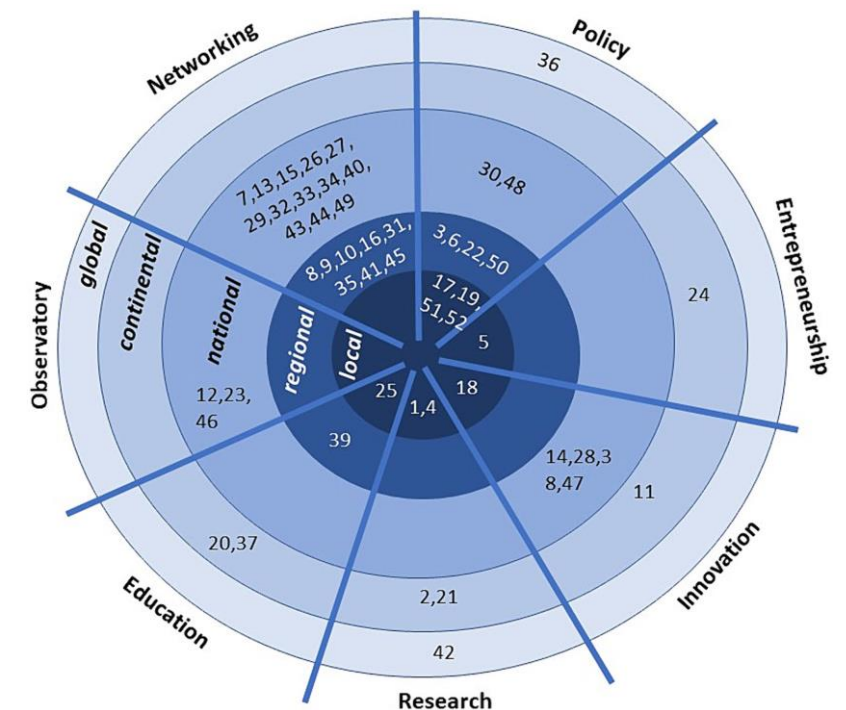 Networking
Policy
36
7,13,15,26,27,
29,32,33,34,40,
43,44,49
30,48
Entrepreneurship
global
continental
national
regional
local
8,9,10,16,31,
35,41,45
3,6,22,50
17,19,
51,52
5
24
Observatory
12,23,
46
25
1,4
18
39
14,28,3
8,47
11
Innovation
20,37
2,21
Education
42
Research